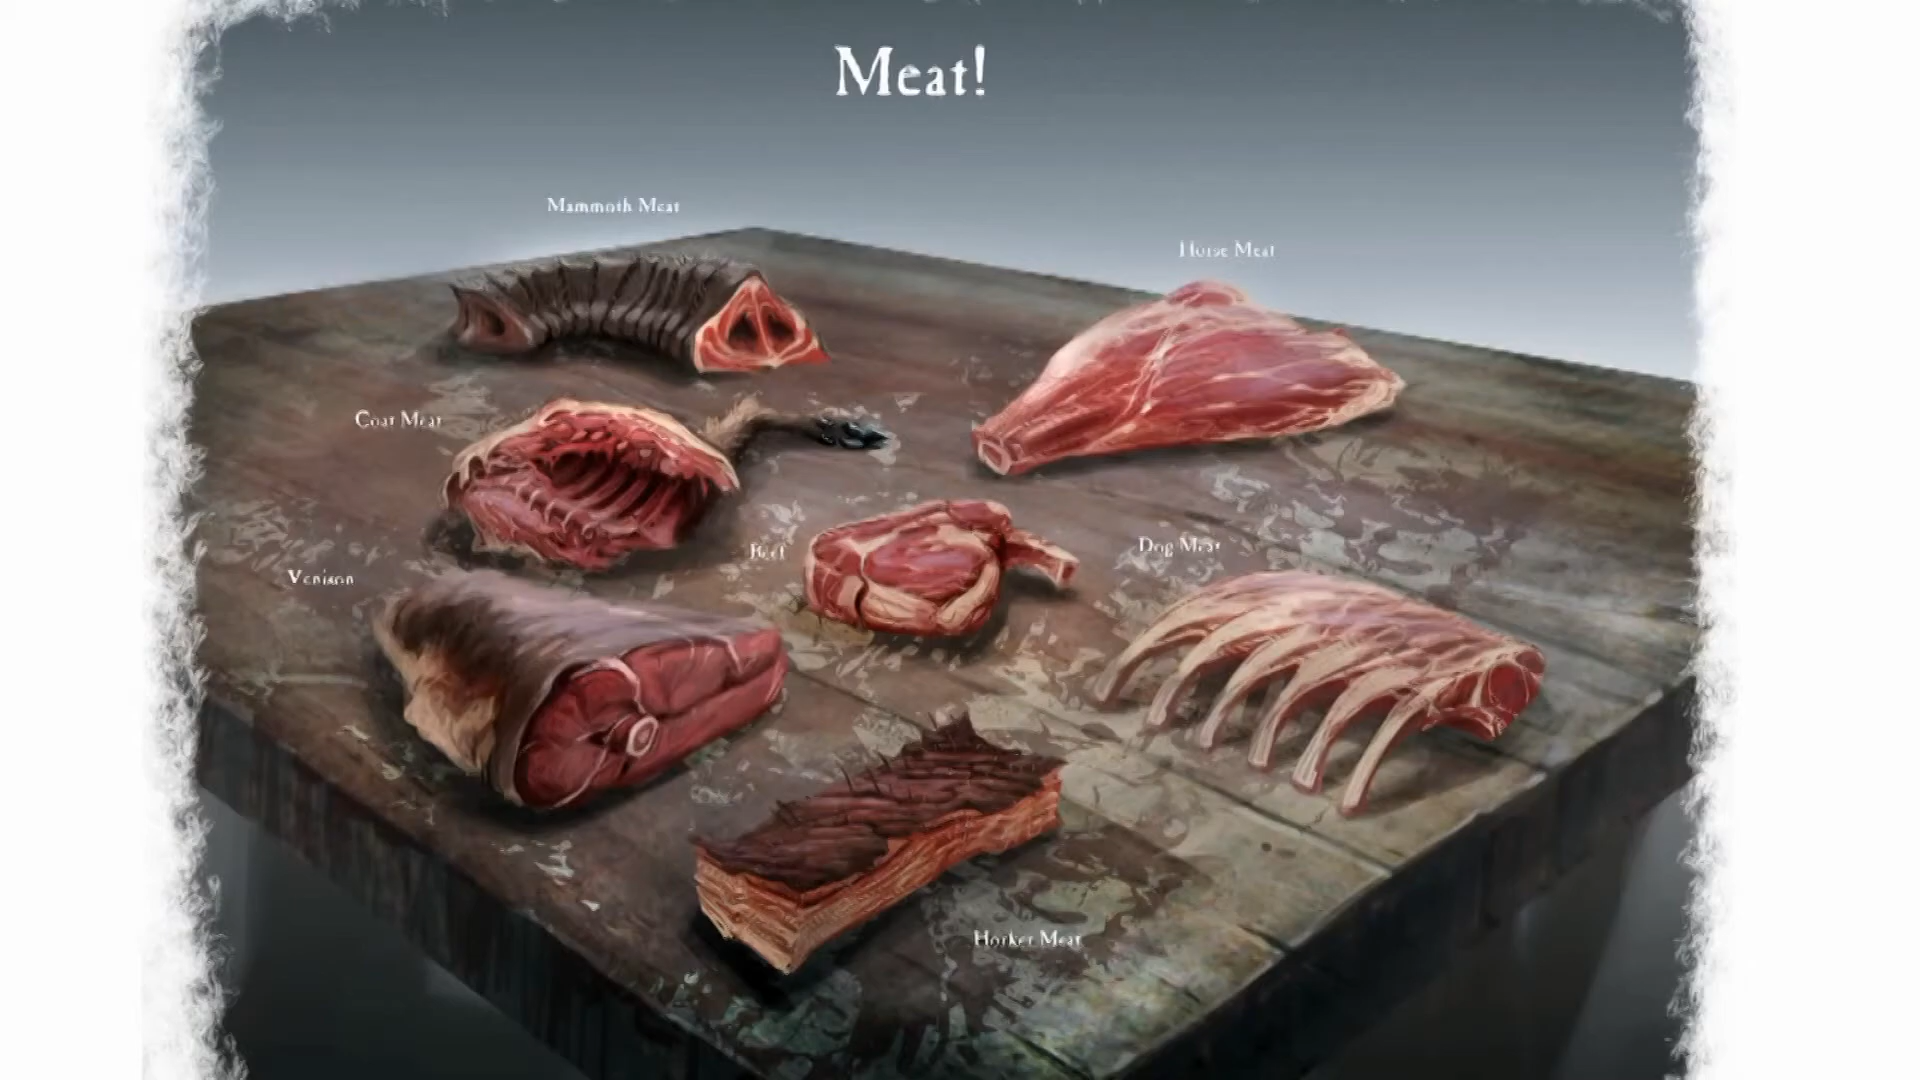 Meat!
Mammoth Meat
Horse Meat
Goat Meat
Beef
Dog Meat
Venison
Horker Meat